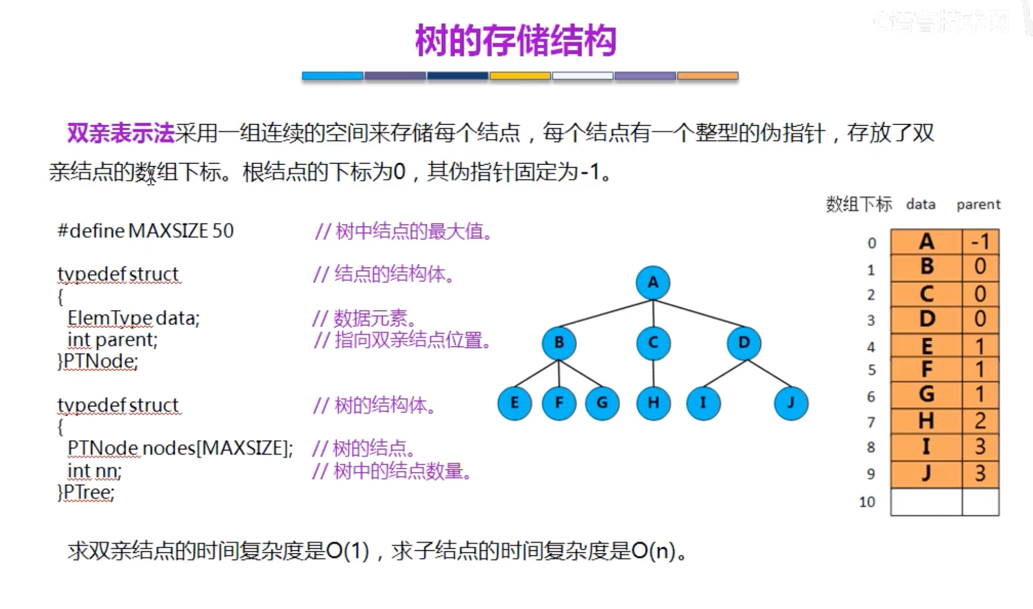 C语言技术网
树的存储结构
双亲表示法采用一组连续的空间来存储每个结点，每个结点有一个整型的伪指针，存放了双
亲结点的数组下标。根结点的下标为0，其伪指针固定为-1。
#define MAXSIZE 50 // 树中结点的最大值。
typedef struct // 结点的结构体。
{
ElemType data; // 数据元素。
int parent; // 指向双亲结点位置。
}PTNode;
typedef struct // 树的结构体。
{
PTNode nodes[MAXSIZE]; // 树的结点。
int nn; // 树中的结点数量。
}PTree;
A
B C D
E F G H I J
数组下标 data parent
0 A -1
1 B 0
2 C 0
3 D 0
4 E 1
5 F 1
6 G 1
7 H 2
8 I 3
9 J 3
10
求双亲结点的时间复杂度是O(1)，求子结点的时间复杂度是O(n)。